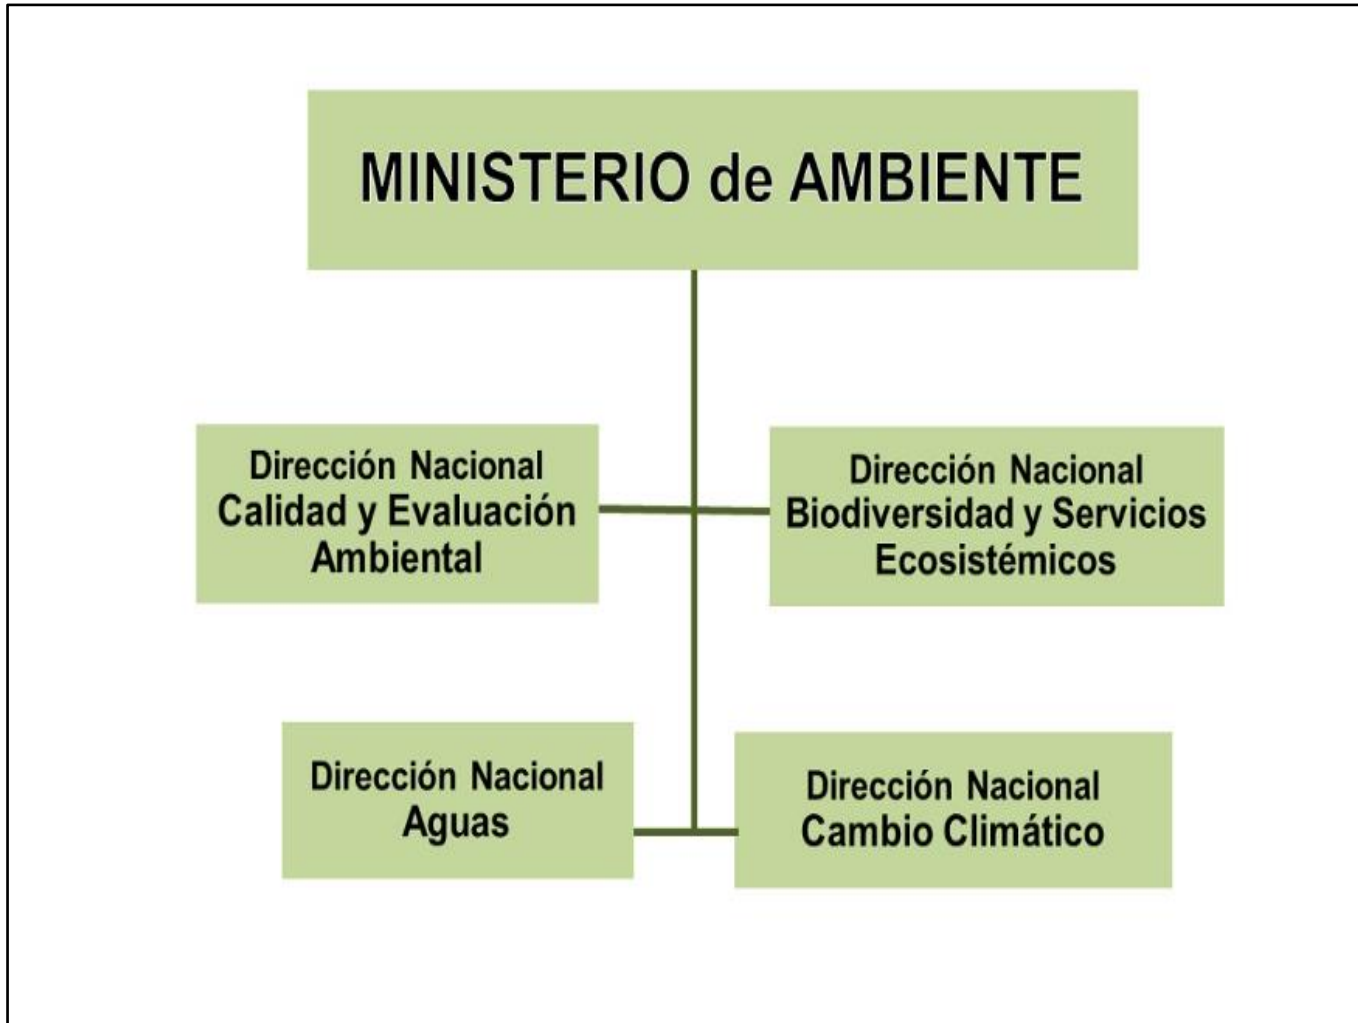 MINISTERIO de AMBIENTE
Dirección Nacional
Calidad y Evaluación
Ambiental
Dirección Nacional
Biodiversidad y Servicios
Ecosistémicos
Dirección Nacional
Aguas
Dirección Nacional
Cambio Climático